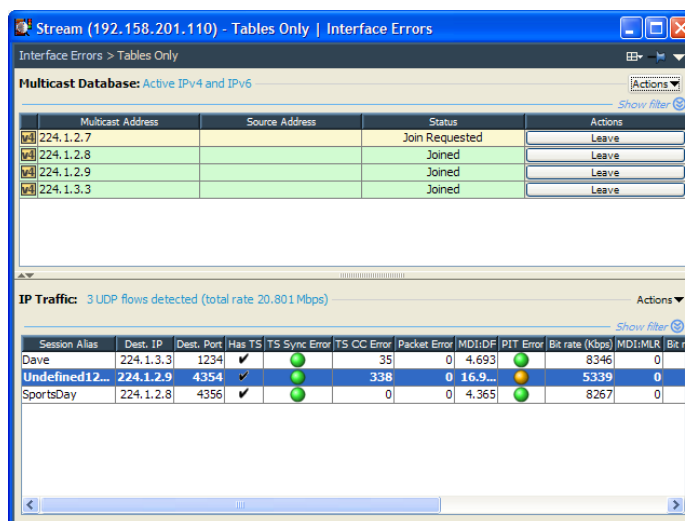 Stream (192.158.201.110) - Tables Only | Interface Errors
Interface Errors > Tables Only
Multicast Database: Active IPv4 and IPv6 Actions
Show filter
Multicast Address Source Address Status Actions
v4 224.1.2.7 Join Requested Leave
v4 224.1.2.8 Joined Leave
v4 224.1.2.9 Joined Leave
v4 224.1.3.3 Joined Leave
IP Traffic: 3 UDP flows detected (total rate 20.801 Mbps) Actions
Show filter
Session Alias Dest. IP Dest. Port Has TS TS Sync Error TS CC Error Packet Error MDI:DF PIT Error Bit rate (Kbps) MDI:MLR Bit r
Dave 224.1.3.3 1234 ✔ 35 0 4.693 8346 0
Undefined12... 224.1.2.9 4354 ✔ 338 0 16.9... 5339 0
SportsDay 224.1.2.8 4356 ✔ 0 0 4.365 8267 0